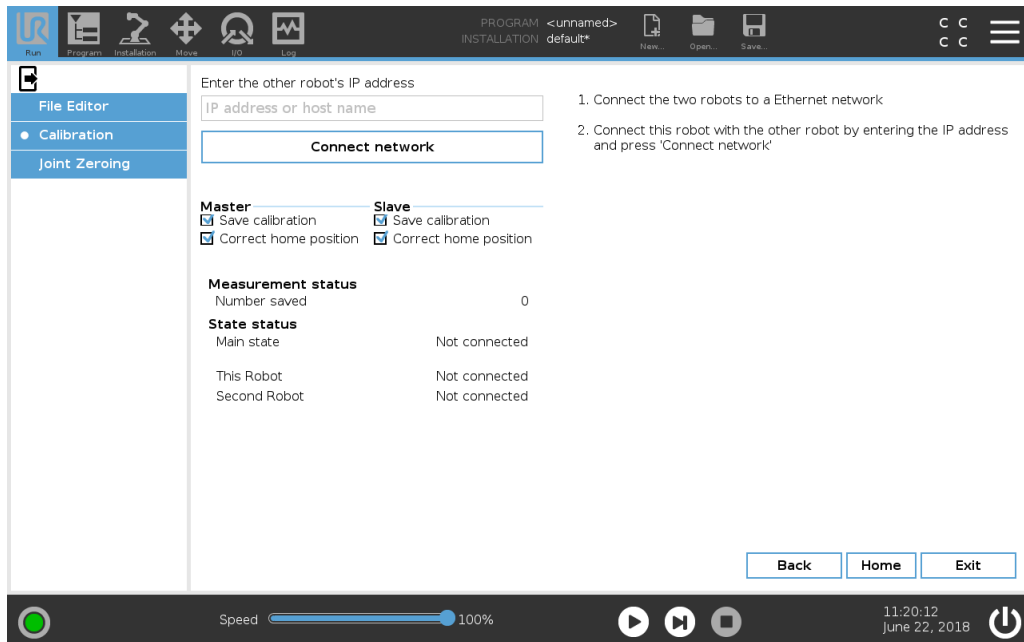 UR
PROGRAM <unnamed>
INSTALLATION default*
Run Program Installation Move I/O Log New... Open... Save...
C C
C C
File Editor
Calibration
Joint Zeroing
Enter the other robot's IP address
IP address or host name
Connect network
Master Slave
Save calibration Save calibration
Correct home position Correct home position
Measurement status
Number saved 0
State status
Main state Not connected
This Robot Not connected
Second Robot Not connected
1. Connect the two robots to a Ethernet network
2. Connect this robot with the other robot by entering the IP address
and press 'Connect network'
Back Home Exit
Speed 100%
11:20:12
June 22, 2018